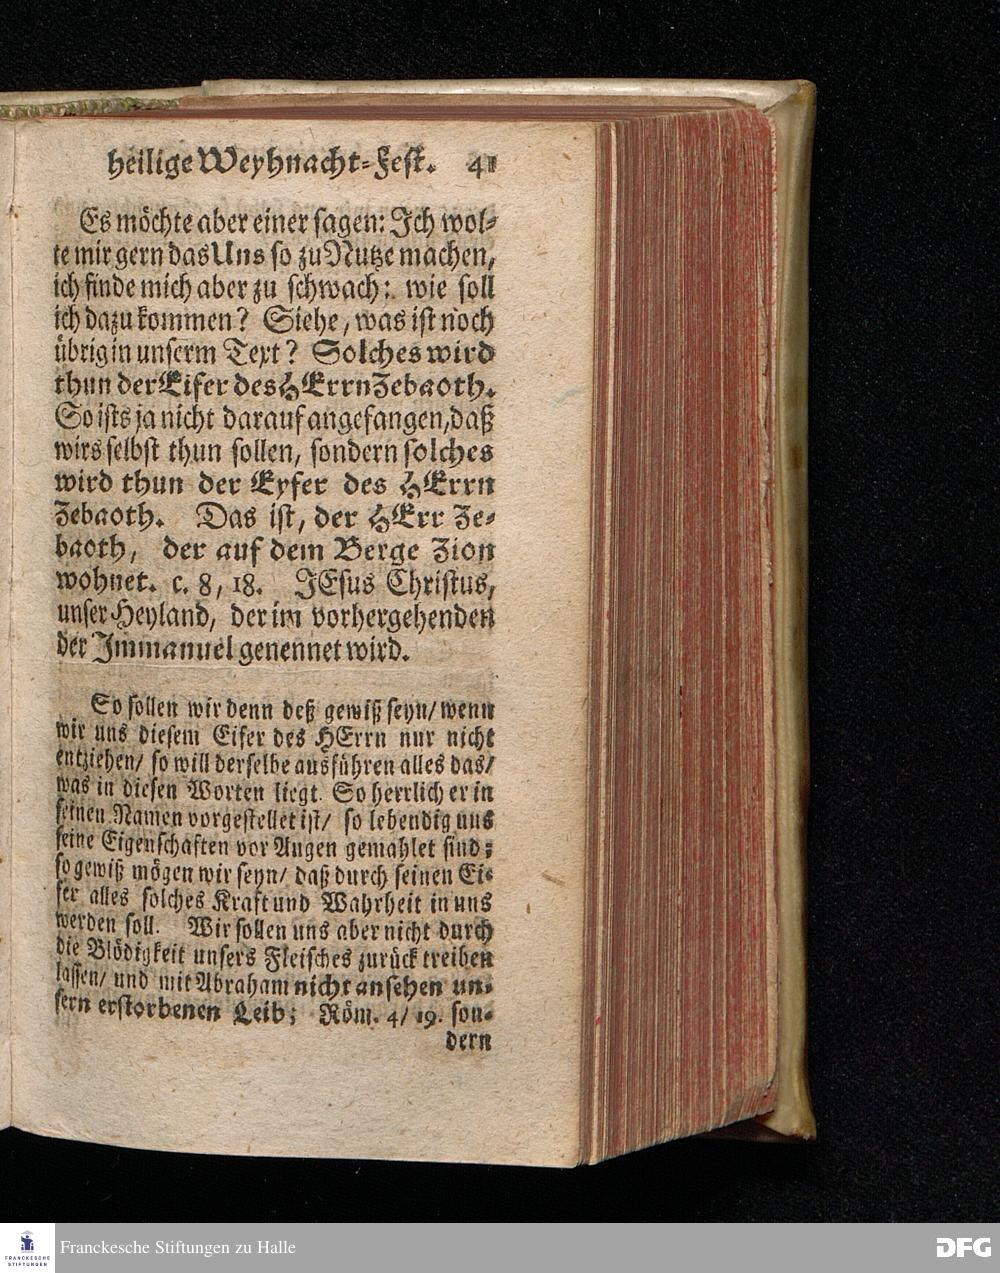 heilige Weyhnacht-Fest. 41
Es möchte aber einer sagen: Ich wol-
te mir gern das Uns so zu Nutze machen,
ich finde mich aber zu schwach: wie soll
ich dazu kommen? Siehe, was ist noch
übrig in unserm Text? Solches wird
thun der Eifer des HErrn Zebaoth.
So ists ja nicht darauf angefangen, daß
wirs selbst thun sollen, sondern solches
wird thun der Eyfer des HErrn
Zebaoth. Das ist, der HErr Ze-
baoth, der auf dem Berge Zion
wohnet. c. 8, 18. JEsus Christus,
unser Heyland, der im vorhergehenden
der Immanuel genennet wird.
So sollen wir denn deß gewiß seyn/ wenn
wir uns diesem Eifer des HErrn nur nicht
entziehen/ so will derselbe ausführen alles das/
was in diesen Worten liegt. So herrlich er in
seinen Namen vorgestellet ist/ so lebendig uns
seine Eigenschaften vor Augen gemahlet sind;
so gewiß mögen wir seyn/ daß durch seinen Ei-
fer alles solches Kraft und Wahrheit in uns
werden soll. Wir sollen uns aber nicht durch
die Blödigkeit unsers Fleisches zurück treiben
lassen/ und mit Abraham nicht ansehen un-
sern erstorbenen Leib; Röm. 4/ 19. son-
dern
FRANCKESCHE
STIFTUNGEN
Franckesche Stiftungen zu Halle
DFG